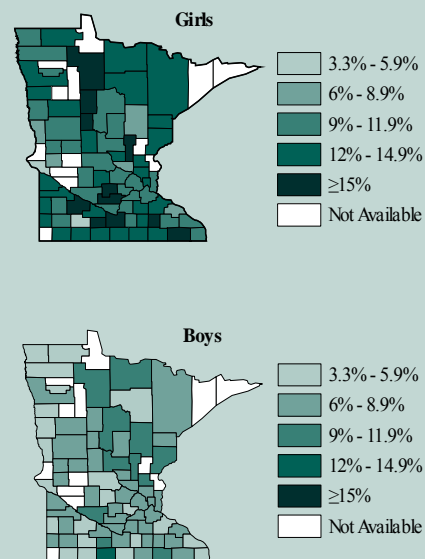 Girls
3.3% - 5.9%
6% - 8.9%
9% - 11.9%
12% - 14.9%
≥15%
Not Available
Boys
3.3% - 5.9%
6% - 8.9%
9% - 11.9%
12% - 14.9%
≥15%
Not Available